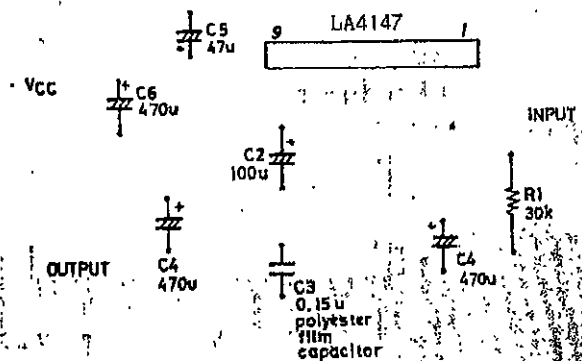 LA4147
9 1
C5
47u
VCC
C6
470u
INPUT
C2
100u
R1
30k
C4
470u
OUTPUT
C4
470u
C3
0.15u
polyester
film
capacitor